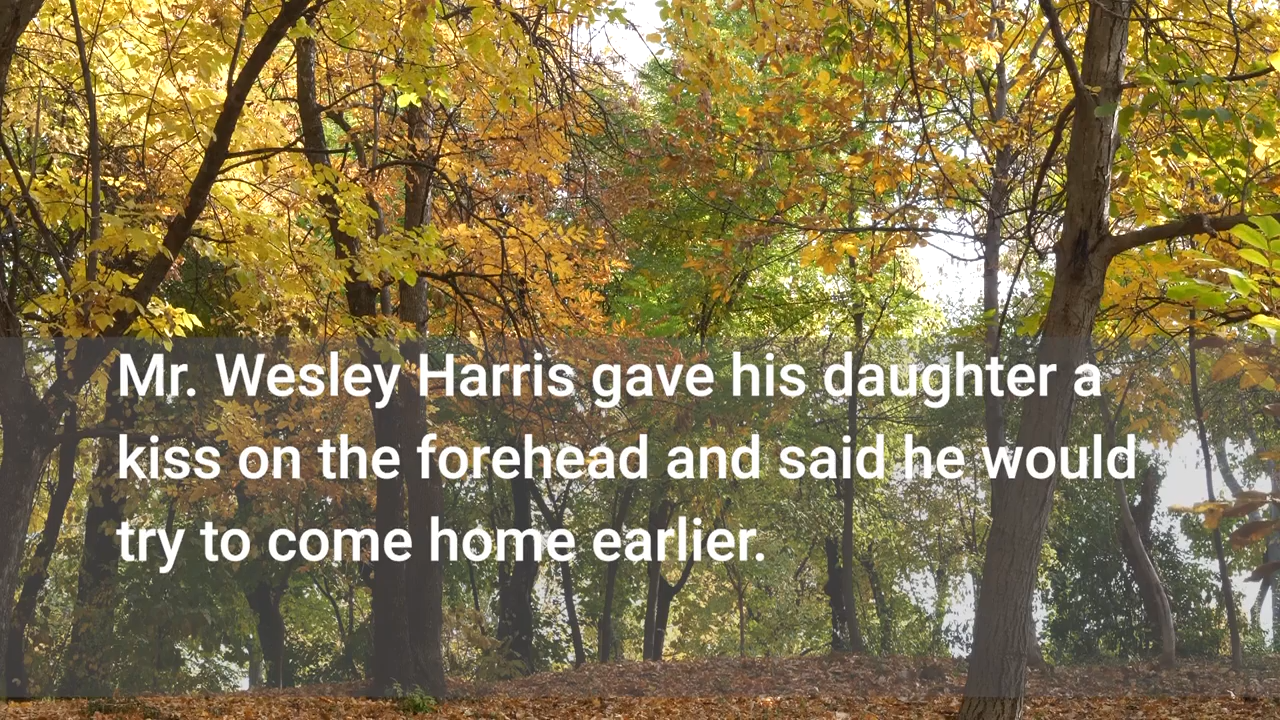 Mr. Wesley Harris gave his daughter a
kiss on the forehead and said he would
try to come home earlier.